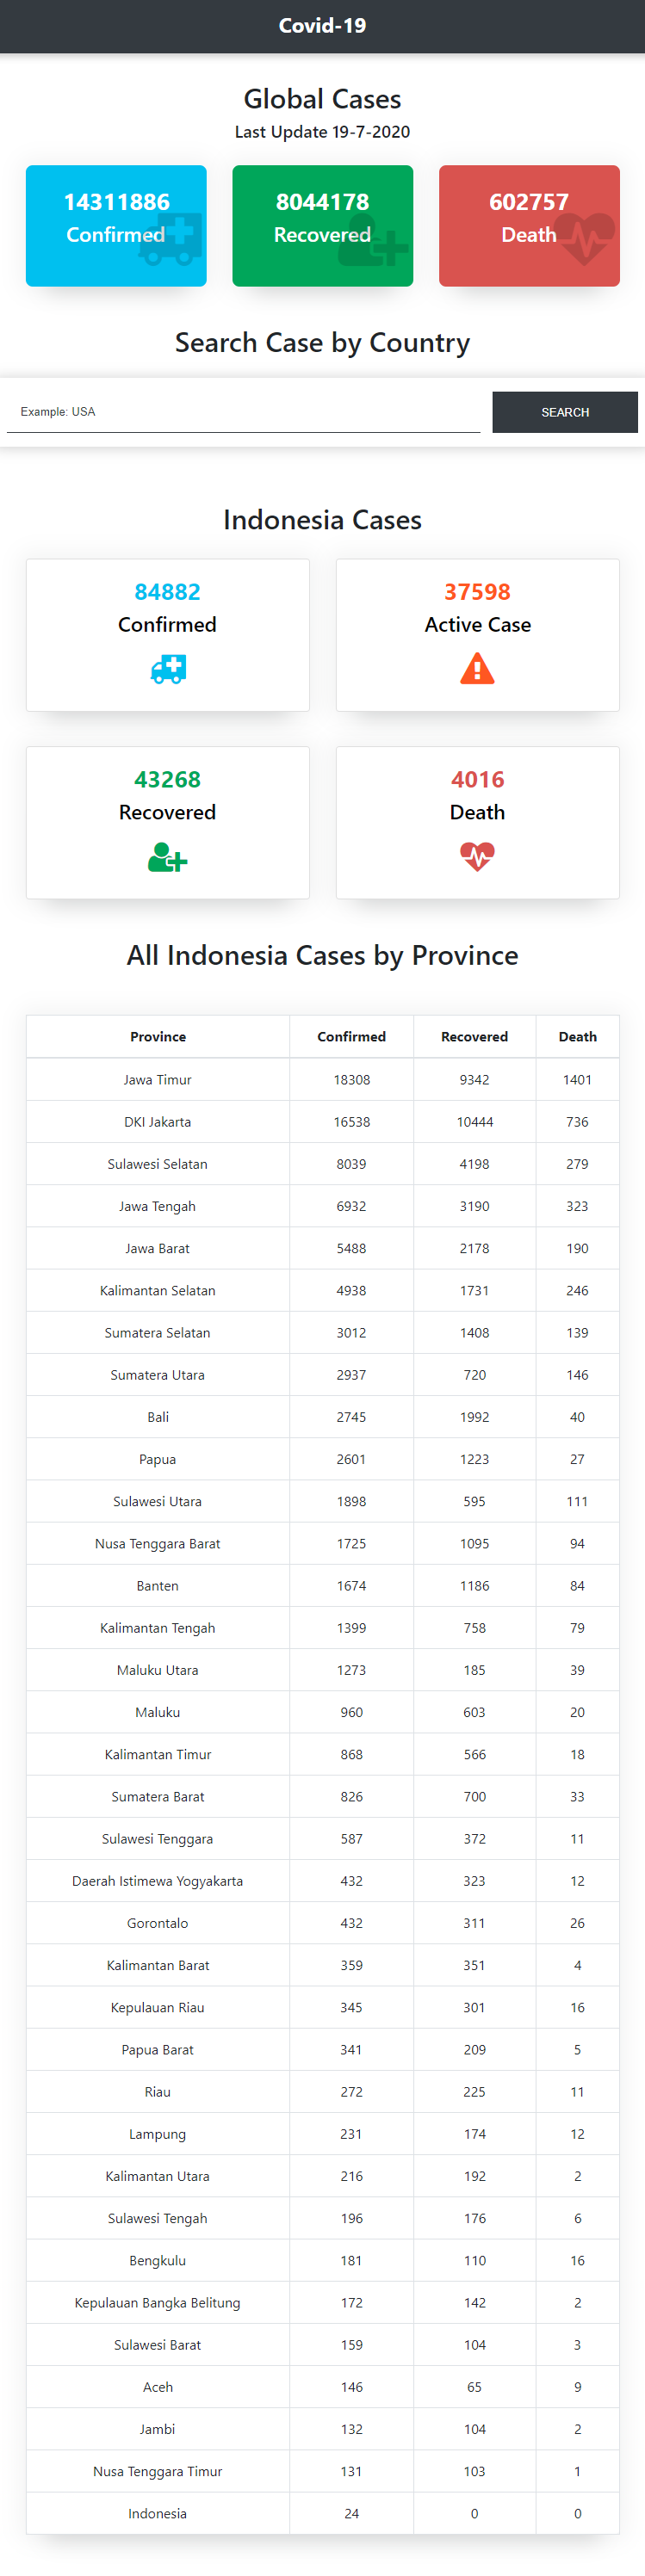 Covid-19
Global Cases
Last Update 19-7-2020
14311886
Confirmed
8044178
Recovered
602757
Death
Search Case by Country
Example: USA
SEARCH
Indonesia Cases
84882
Confirmed
37598
Active Case
43268
Recovered
4016
Death
All Indonesia Cases by Province
Province Confirmed Recovered Death
Jawa Timur 18308 9342 1401
DKI Jakarta 16538 10444 736
Sulawesi Selatan 8039 4198 279
Jawa Tengah 6932 3190 323
Jawa Barat 5488 2178 190
Kalimantan Selatan 4938 1731 246
Sumatera Selatan 3012 1408 139
Sumatera Utara 2937 720 146
Bali 2745 1992 40
Papua 2601 1223 27
Sulawesi Utara 1898 595 111
Nusa Tenggara Barat 1725 1095 94
Banten 1674 1186 84
Kalimantan Tengah 1399 758 79
Maluku Utara 1273 185 39
Maluku 960 603 20
Kalimantan Timur 868 566 18
Sumatera Barat 826 700 33
Sulawesi Tenggara 587 372 11
Daerah Istimewa Yogyakarta 432 323 12
Gorontalo 432 311 26
Kalimantan Barat 359 351 4
Kepulauan Riau 345 301 16
Papua Barat 341 209 5
Riau 272 225 11
Lampung 231 174 12
Kalimantan Utara 216 192 2
Sulawesi Tengah 196 176 6
Bengkulu 181 110 16
Kepulauan Bangka Belitung 172 142 2
Sulawesi Barat 159 104 3
Aceh 146 65 9
Jambi 132 104 2
Nusa Tenggara Timur 131 103 1
Indonesia 24 0 0